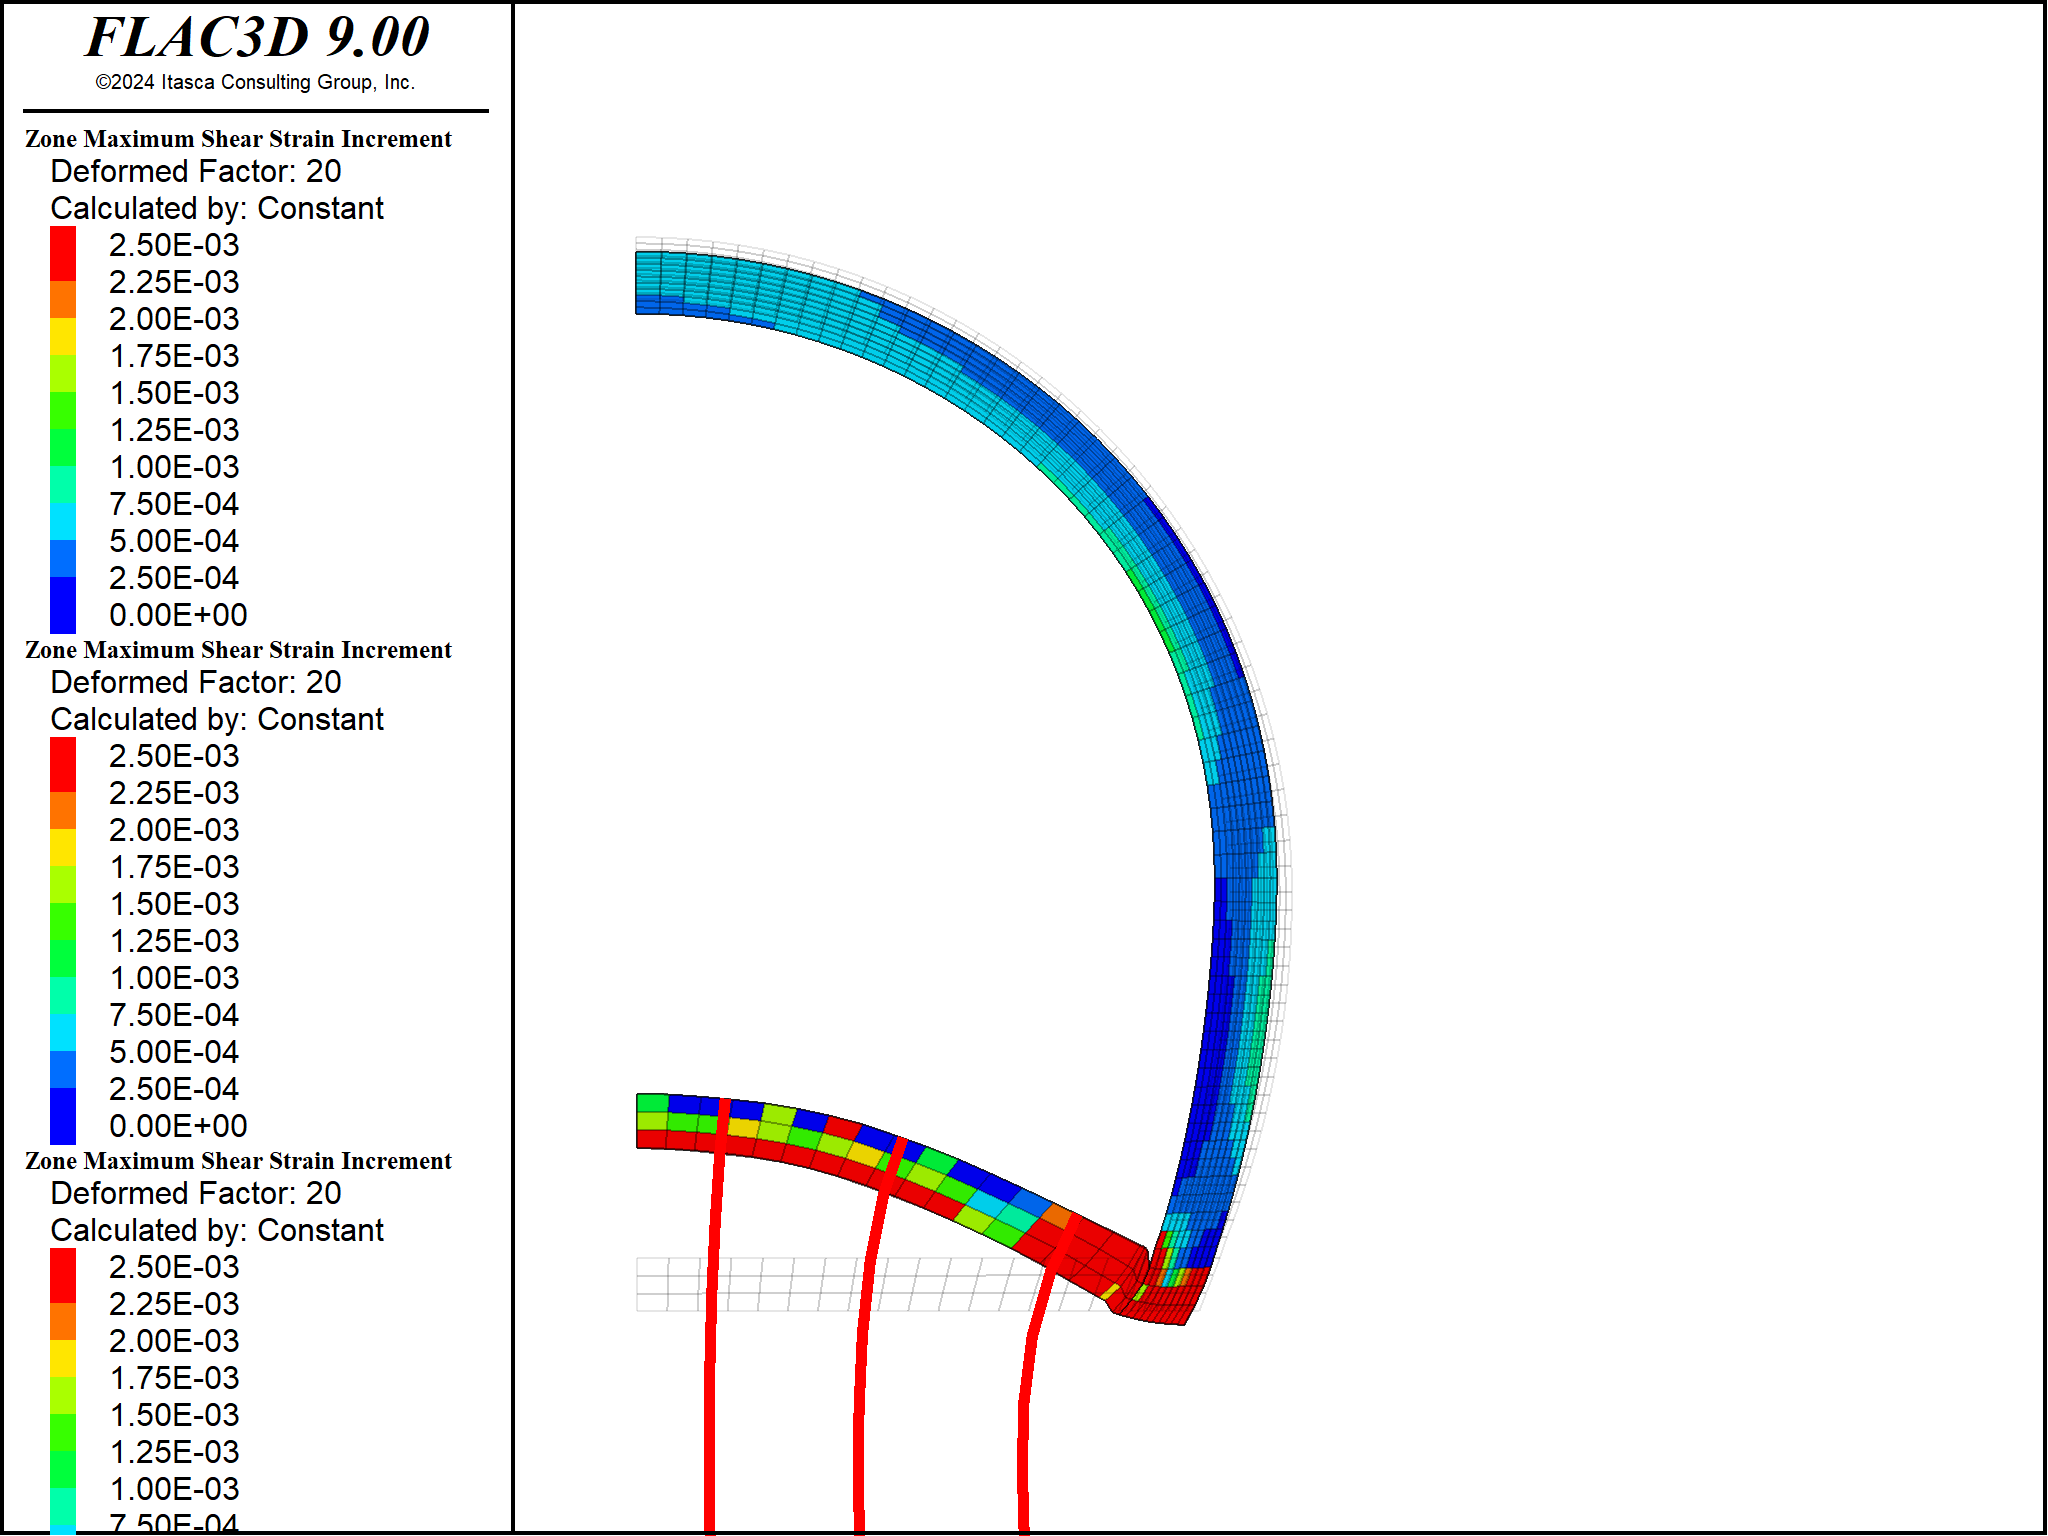 FLAC3D 9.00
©2024 Itasca Consulting Group, Inc.
Zone Maximum Shear Strain Increment
Deformed Factor: 20
Calculated by: Constant
2.50E-03
2.25E-03
2.00E-03
1.75E-03
1.50E-03
1.25E-03
1.00E-03
7.50E-04
5.00E-04
2.50E-04
0.00E+00
Zone Maximum Shear Strain Increment
Deformed Factor: 20
Calculated by: Constant
2.50E-03
2.25E-03
2.00E-03
1.75E-03
1.50E-03
1.25E-03
1.00E-03
7.50E-04
5.00E-04
2.50E-04
0.00E+00
Zone Maximum Shear Strain Increment
Deformed Factor: 20
Calculated by: Constant
2.50E-03
2.25E-03
2.00E-03
1.75E-03
1.50E-03
1.25E-03
1.00E-03
7.50E-04